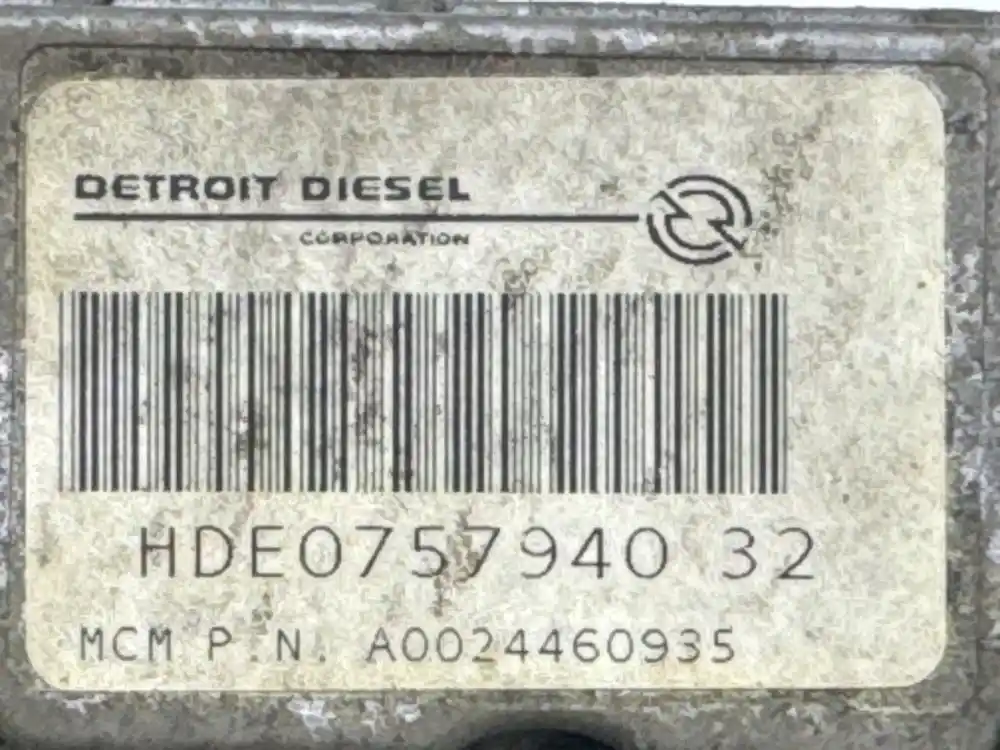 DETROIT DIESEL
CORPORATION
HDE0757940 32
MCM P.N. A0024460935